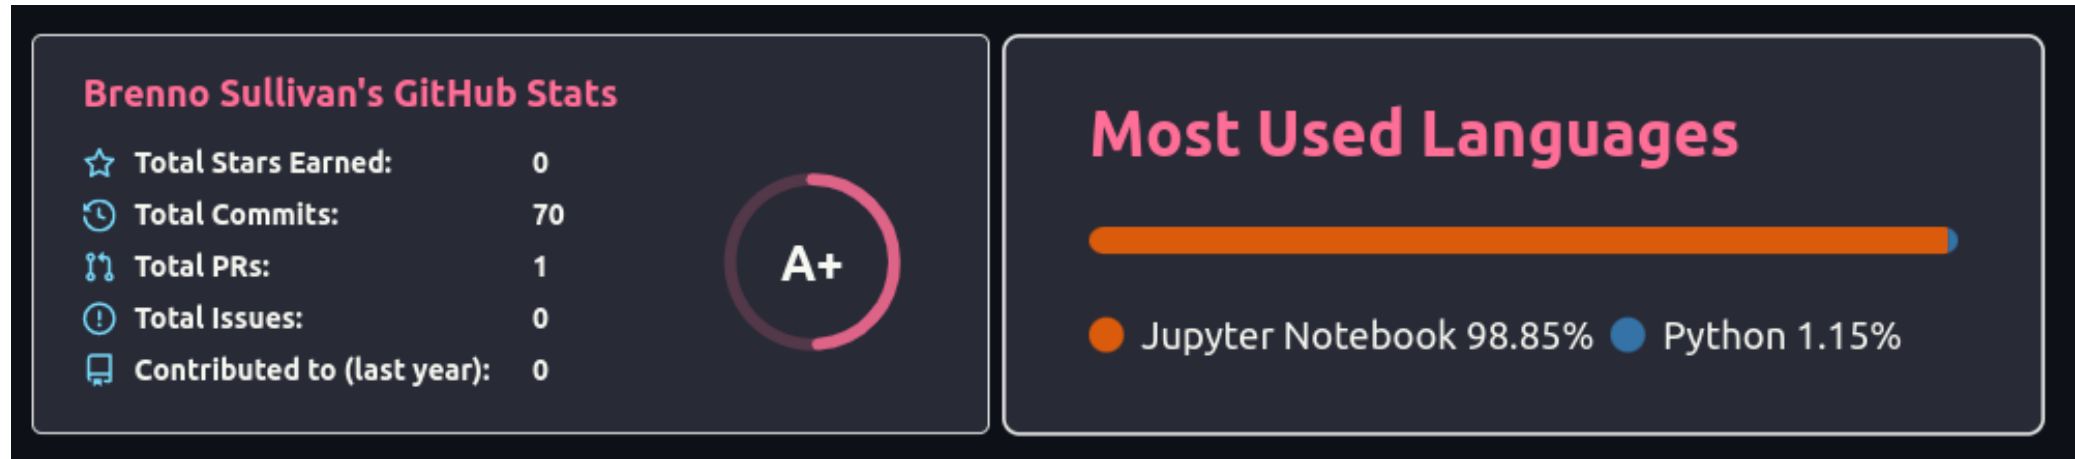 Brenno Sullivan's GitHub Stats
Total Stars Earned: 0
Total Commits: 70
Total PRs: 1
Total Issues: 0
Contributed to (last year): 0
A+
Most Used Languages
Jupyter Notebook 98.85% Python 1.15%